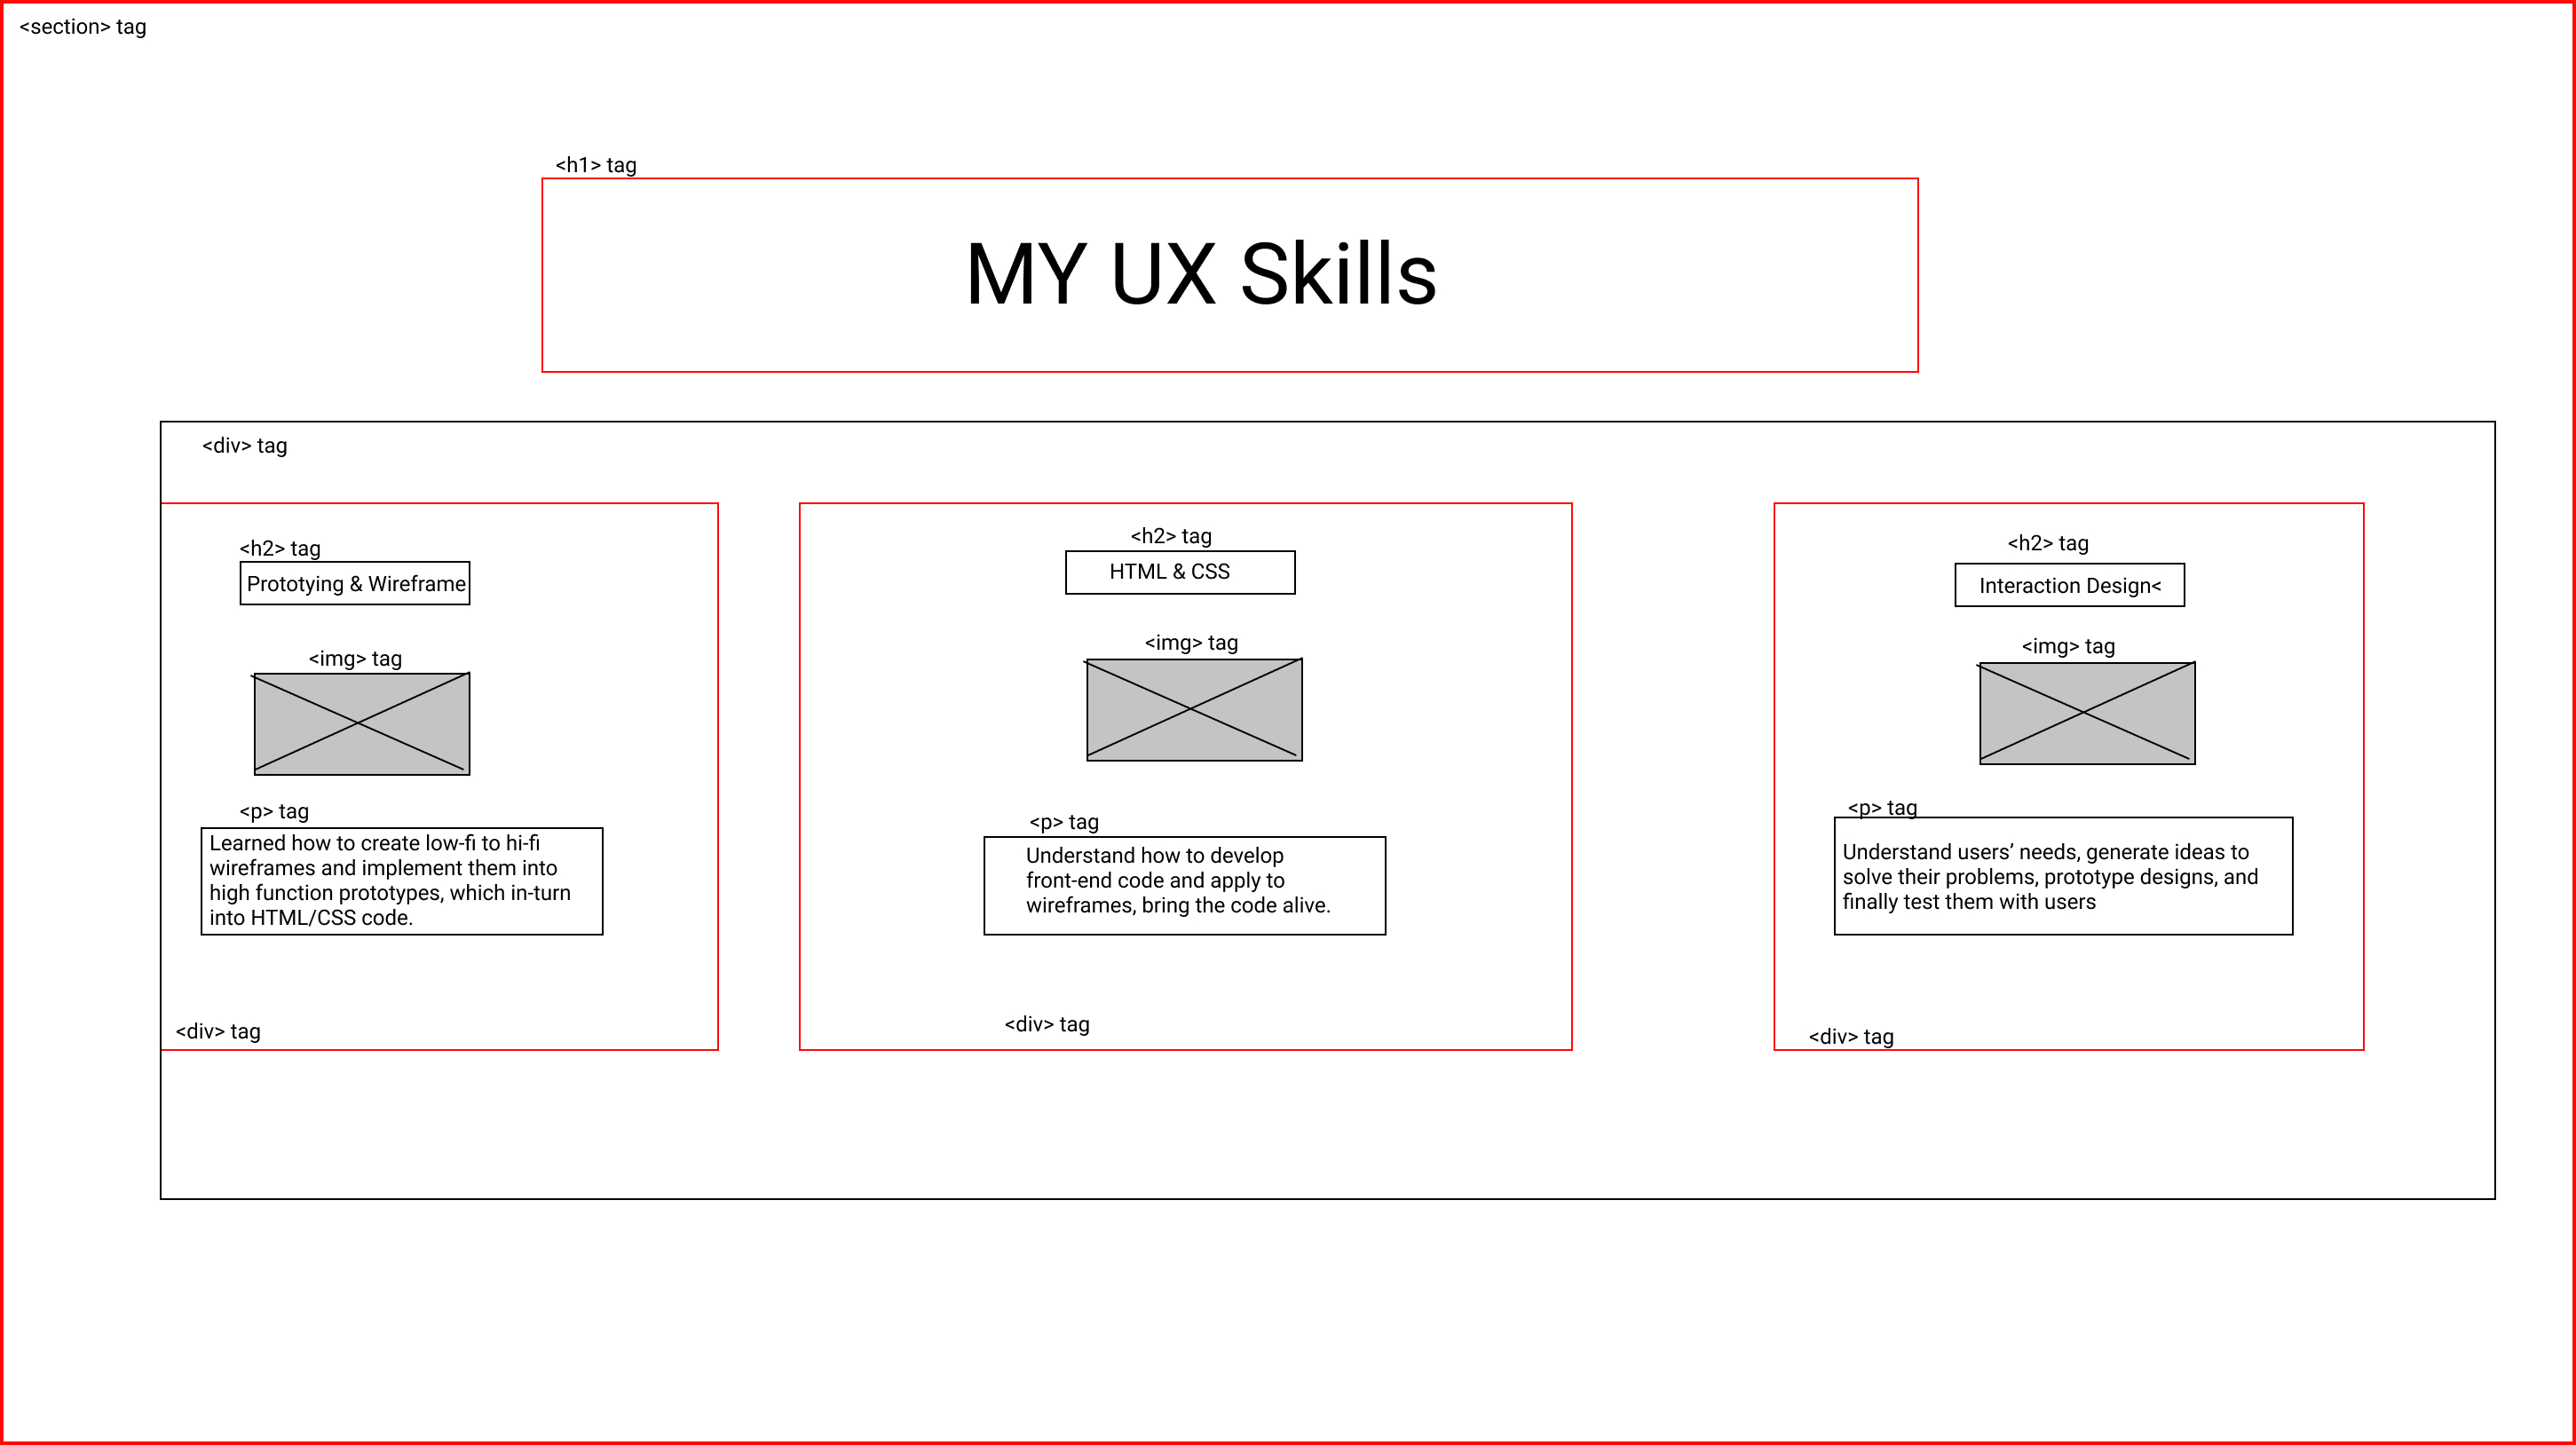 <section> tag
<h1> tag
MY UX Skills
<div> tag
<h2> tag
Prototying & Wireframe
<img> tag
<p> tag
Learned how to create low-fi to hi-fi
wireframes and implement them into
high function prototypes, which in-turn
into HTML/CSS code.
<div> tag
<h2> tag
HTML & CSS
<img> tag
<p> tag
Understand how to develop
front-end code and apply to
wireframes, bring the code alive.
<div> tag
<h2> tag
Interaction Design<
<img> tag
<p> tag
Understand users’ needs, generate ideas to
solve their problems, prototype designs, and
finally test them with users
<div> tag